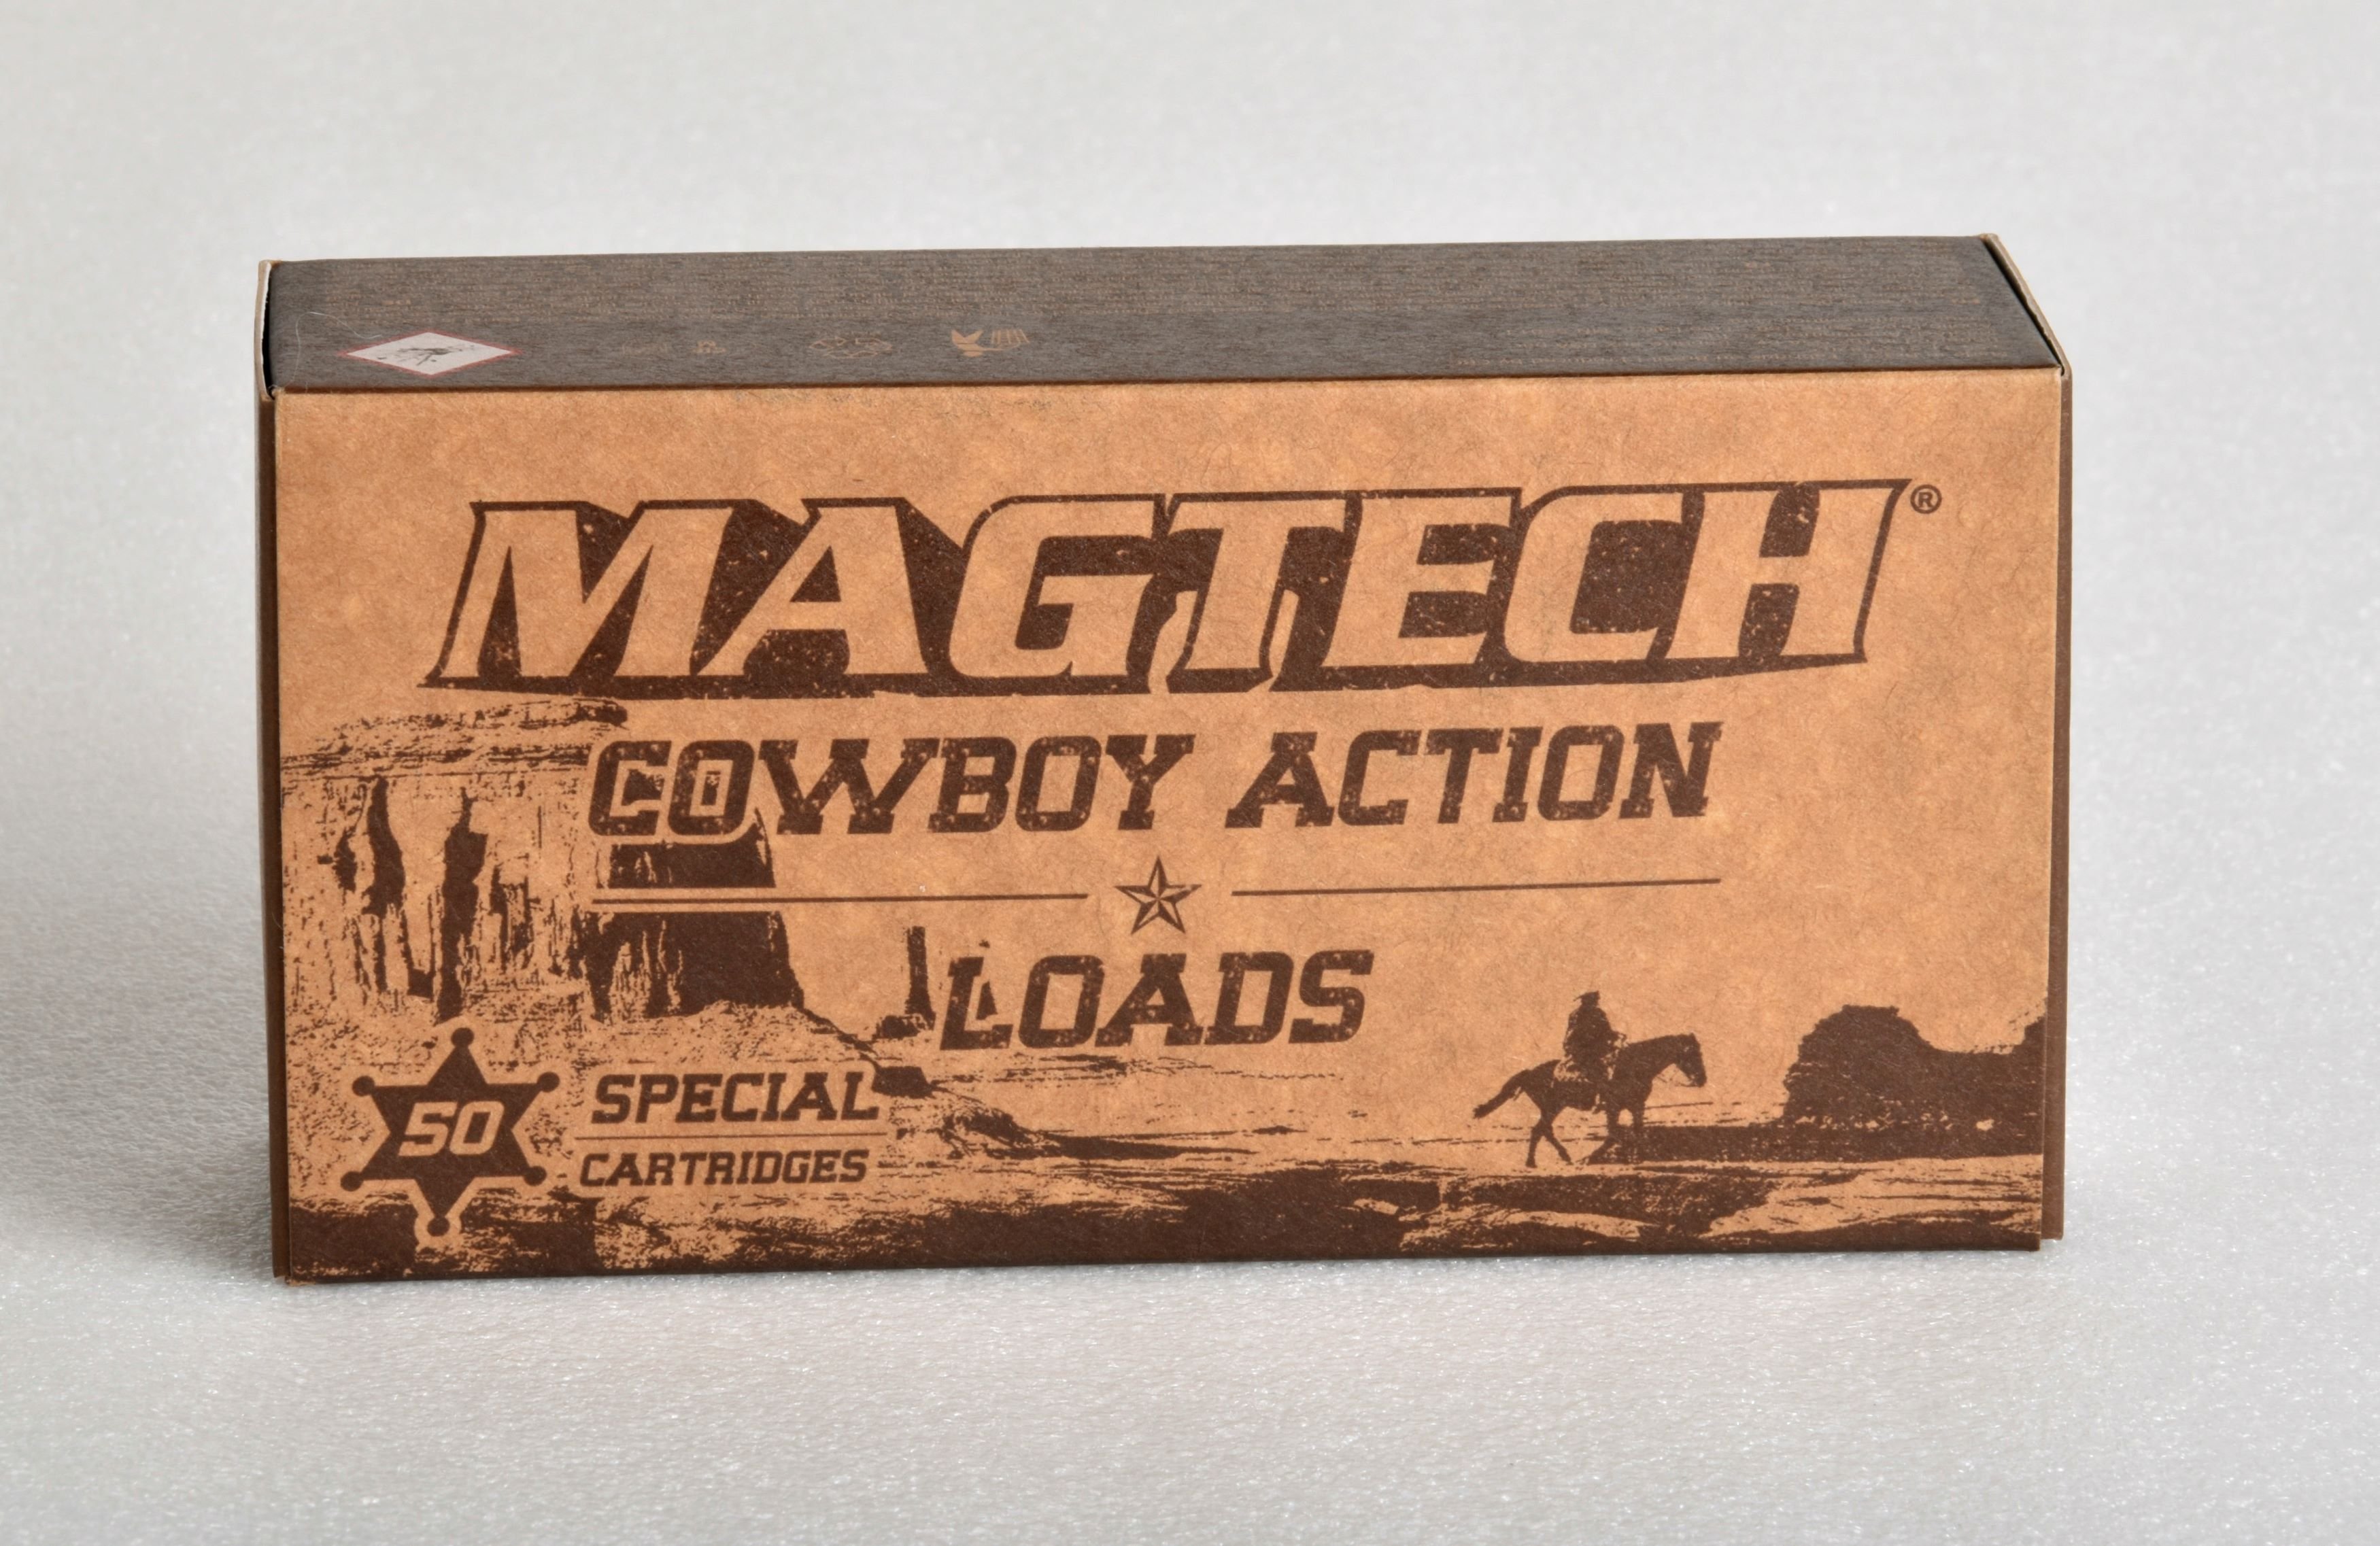 MAGTECH®
COWBOY ACTION
LOADS
50
SPECIAL
CARTRIDGES